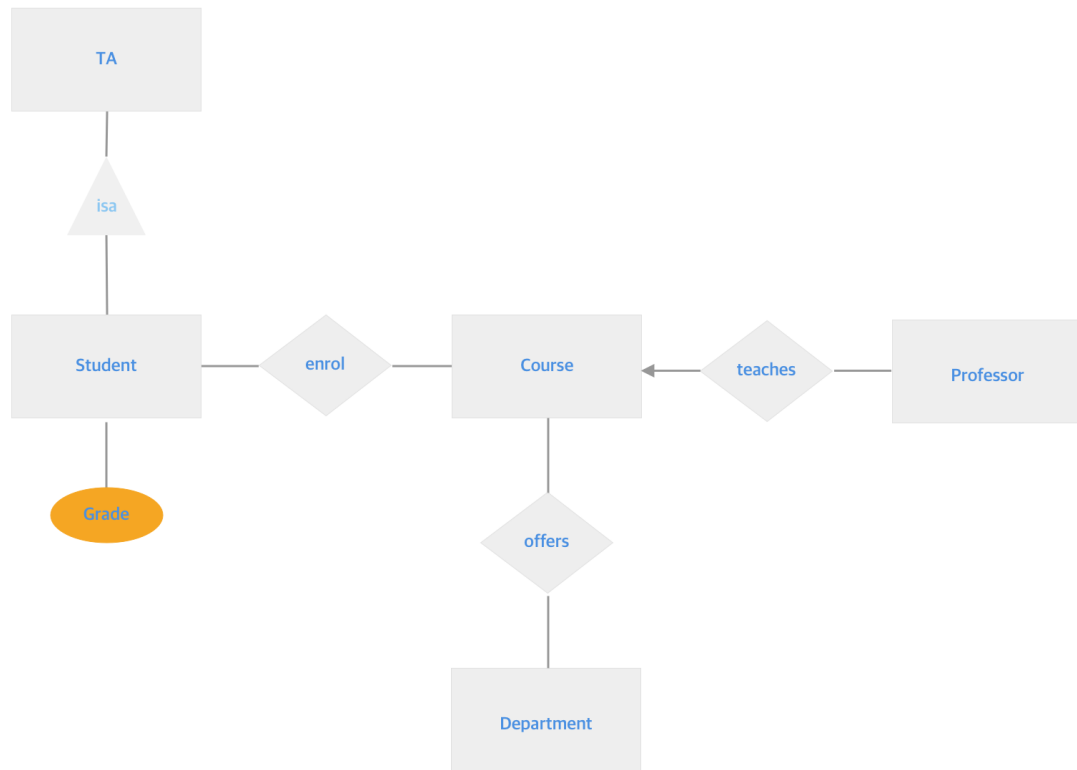 TA
isa
Student
enrol
Course
teaches
Professor
Grade
offers
Department